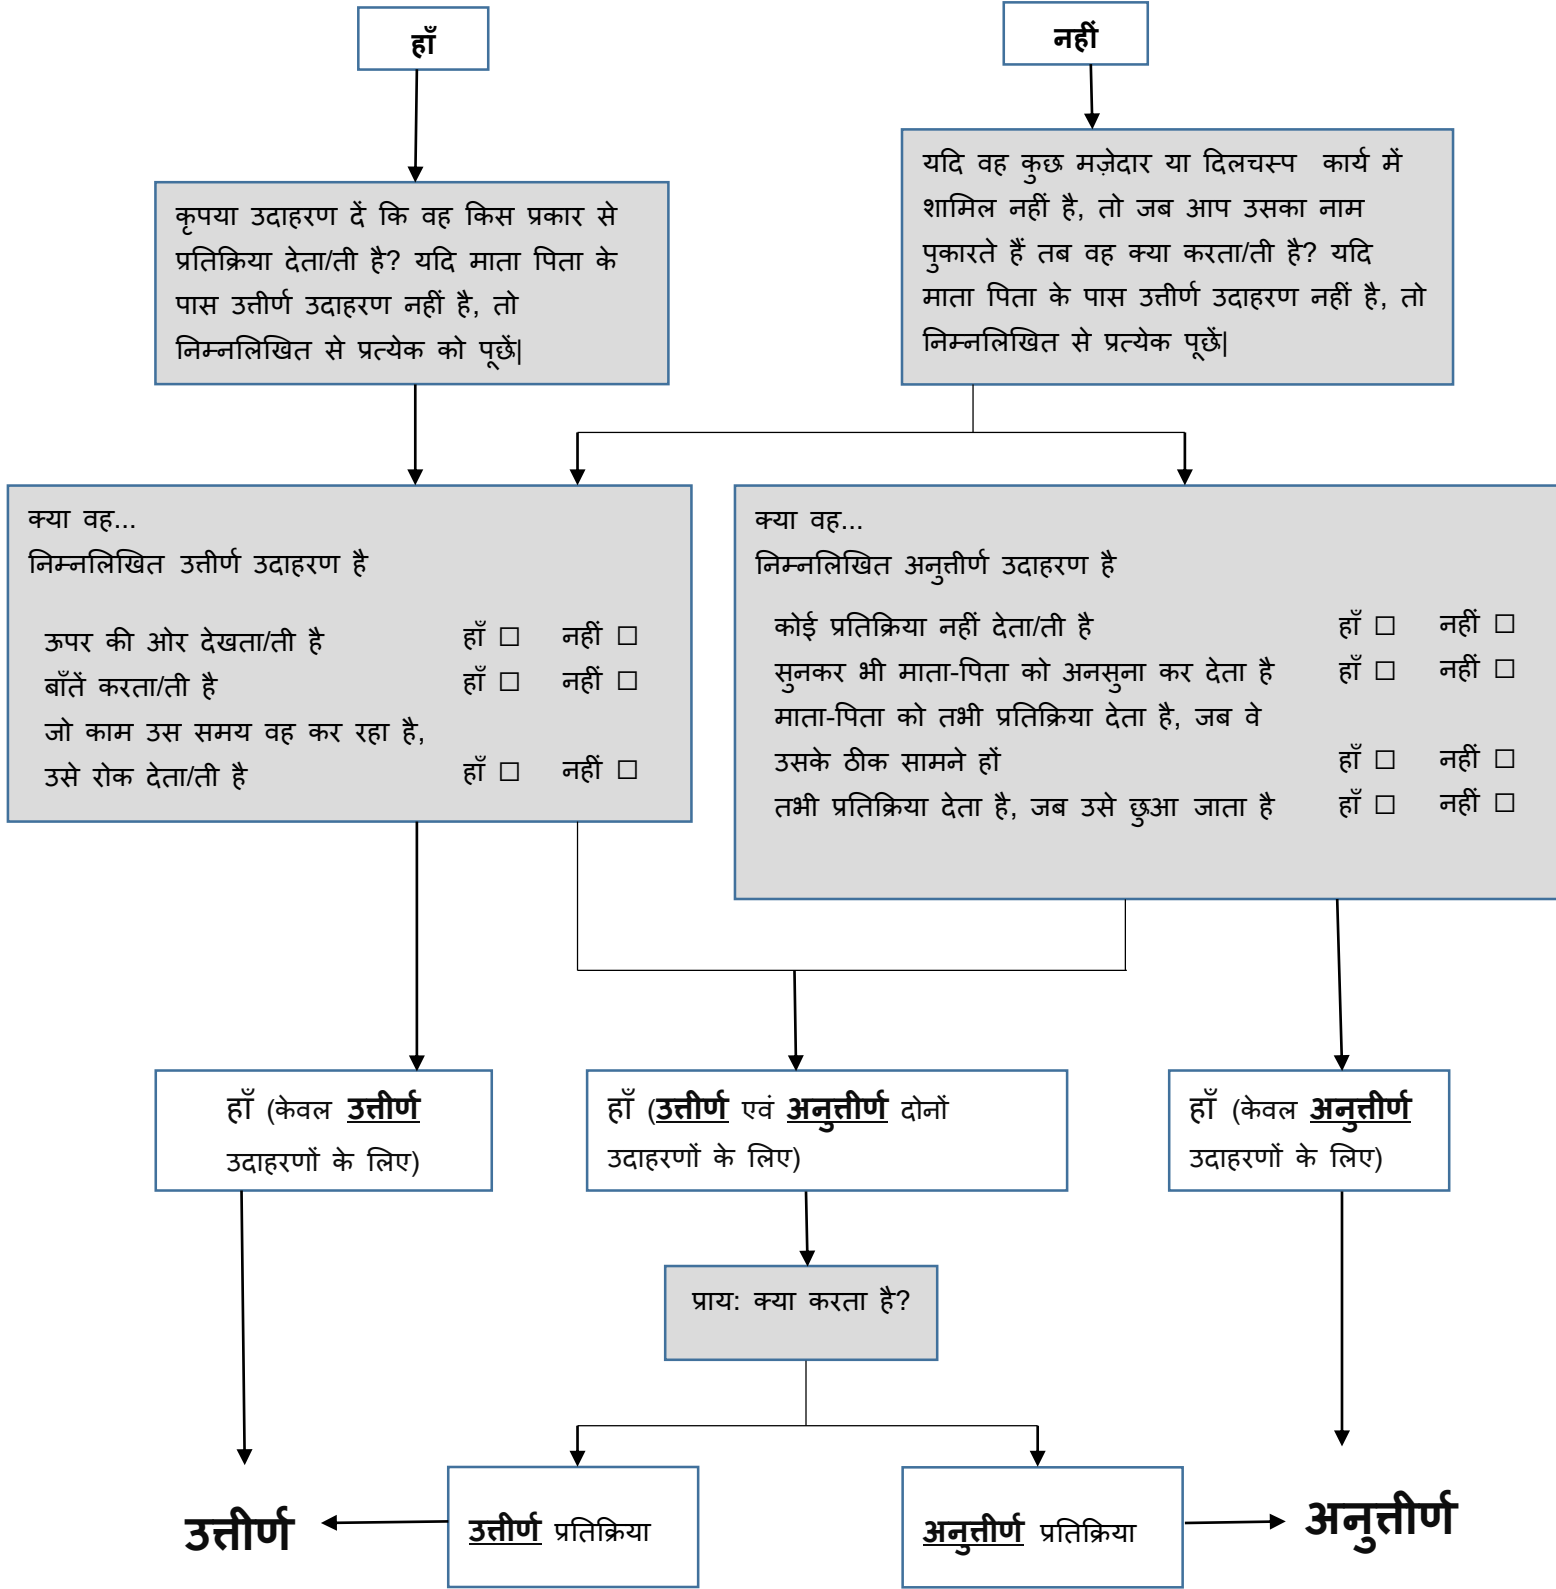 हाँ
नहीं
कृपया उदाहरण दें कि वह किस प्रकार से
प्रतिक्रिया देता/ती है? यदि माता पिता के
पास उत्तीर्ण उदाहरण नहीं है, तो
निम्नलिखित से प्रत्येक को पूछें|
यदि वह कुछ मज़ेदार या दिलचस्प कार्य में
शामिल नहीं है, तो जब आप उसका नाम
पुकारते हैं तब वह क्या करता/ती है? यदि
माता पिता के पास उत्तीर्ण उदाहरण नहीं है, तो
निम्नलिखित से प्रत्येक पूछें|
क्या वह...
निम्नलिखित उत्तीर्ण उदाहरण है
ऊपर की ओर देखता/ती है हाँ □ नहीं □
बाँतें करता/ती है हाँ □ नहीं □
जो काम उस समय वह कर रहा है,
उसे रोक देता/ती है हाँ □ नहीं □
क्या वह...
निम्नलिखित अनुत्तीर्ण उदाहरण है
कोई प्रतिक्रिया नहीं देता/ती है हाँ □ नहीं □
सुनकर भी माता-पिता को अनसुना कर देता है हाँ □ नहीं □
माता-पिता को तभी प्रतिक्रिया देता है, जब वे
उसके ठीक सामने हों हाँ □ नहीं □
तभी प्रतिक्रिया देता है, जब उसे छुआ जाता है हाँ □ नहीं □
हाँ (केवल उत्तीर्ण
उदाहरणों के लिए)
हाँ (उत्तीर्ण एवं अनुत्तीर्ण दोनों
उदाहरणों के लिए)
हाँ (केवल अनुत्तीर्ण
उदाहरणों के लिए)
प्राय: क्या करता है?
उत्तीर्ण
उत्तीर्ण प्रतिक्रिया
अनुत्तीर्ण प्रतिक्रिया
अनुत्तीर्ण